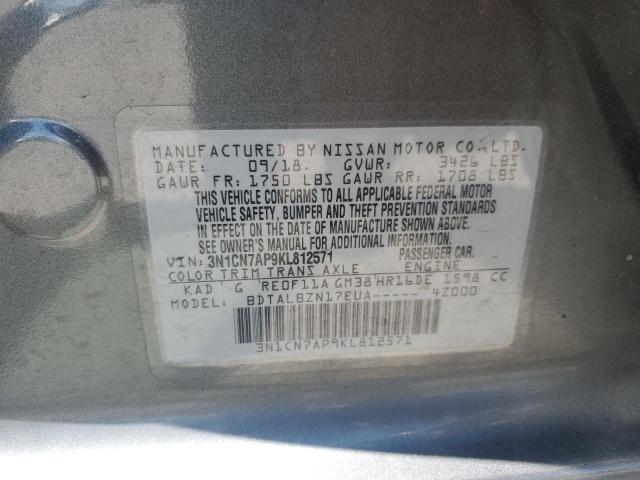 MANUFACTURED BY NISSAN MOTOR CO.,LTD.
DATE: 09/18. GVWR: 3426 LBS
GAWR FR: 1750 LBS GAWR RR: 1708 LBS
THIS VEHICLE CONFORMS TO ALL APPLICABLE FEDERAL MOTOR
VEHICLE SAFETY, BUMPER AND THEFT PREVENTION STANDARDS
IN EFFECT ON THE DATE OF MANUFACTURE SHOWN ABOVE.
SEE OWNER'S MANUAL FOR ADDITIONAL INFORMATION.
VIN: 3N1CN7AP9KL812571 PASSENGER CAR.
COLOR TRIM TRANS AXLE ENGINE
KAD G RE0F11A GM38 HR16DE 1598 CC
MODEL: BDTALBZN17EUA----- 4Z000
3N1CN7AP9KL812571